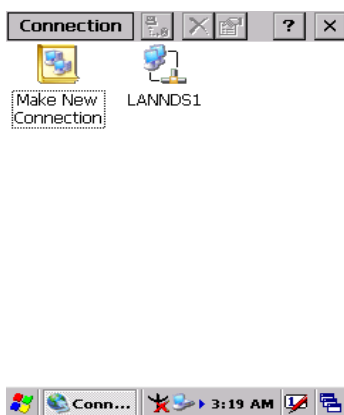 Connection ? ×
Make New
Connection
LANNDS1
Conn... 3:19 AM